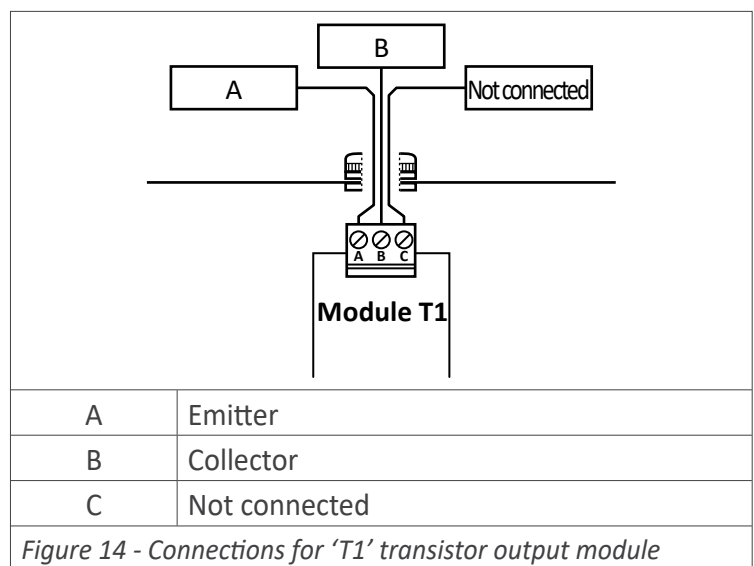 B
A
Not connected
A B C
Module T1
A Emitter
B Collector
C Not connected
Figure 14 - Connections for ‘T1’ transistor output module